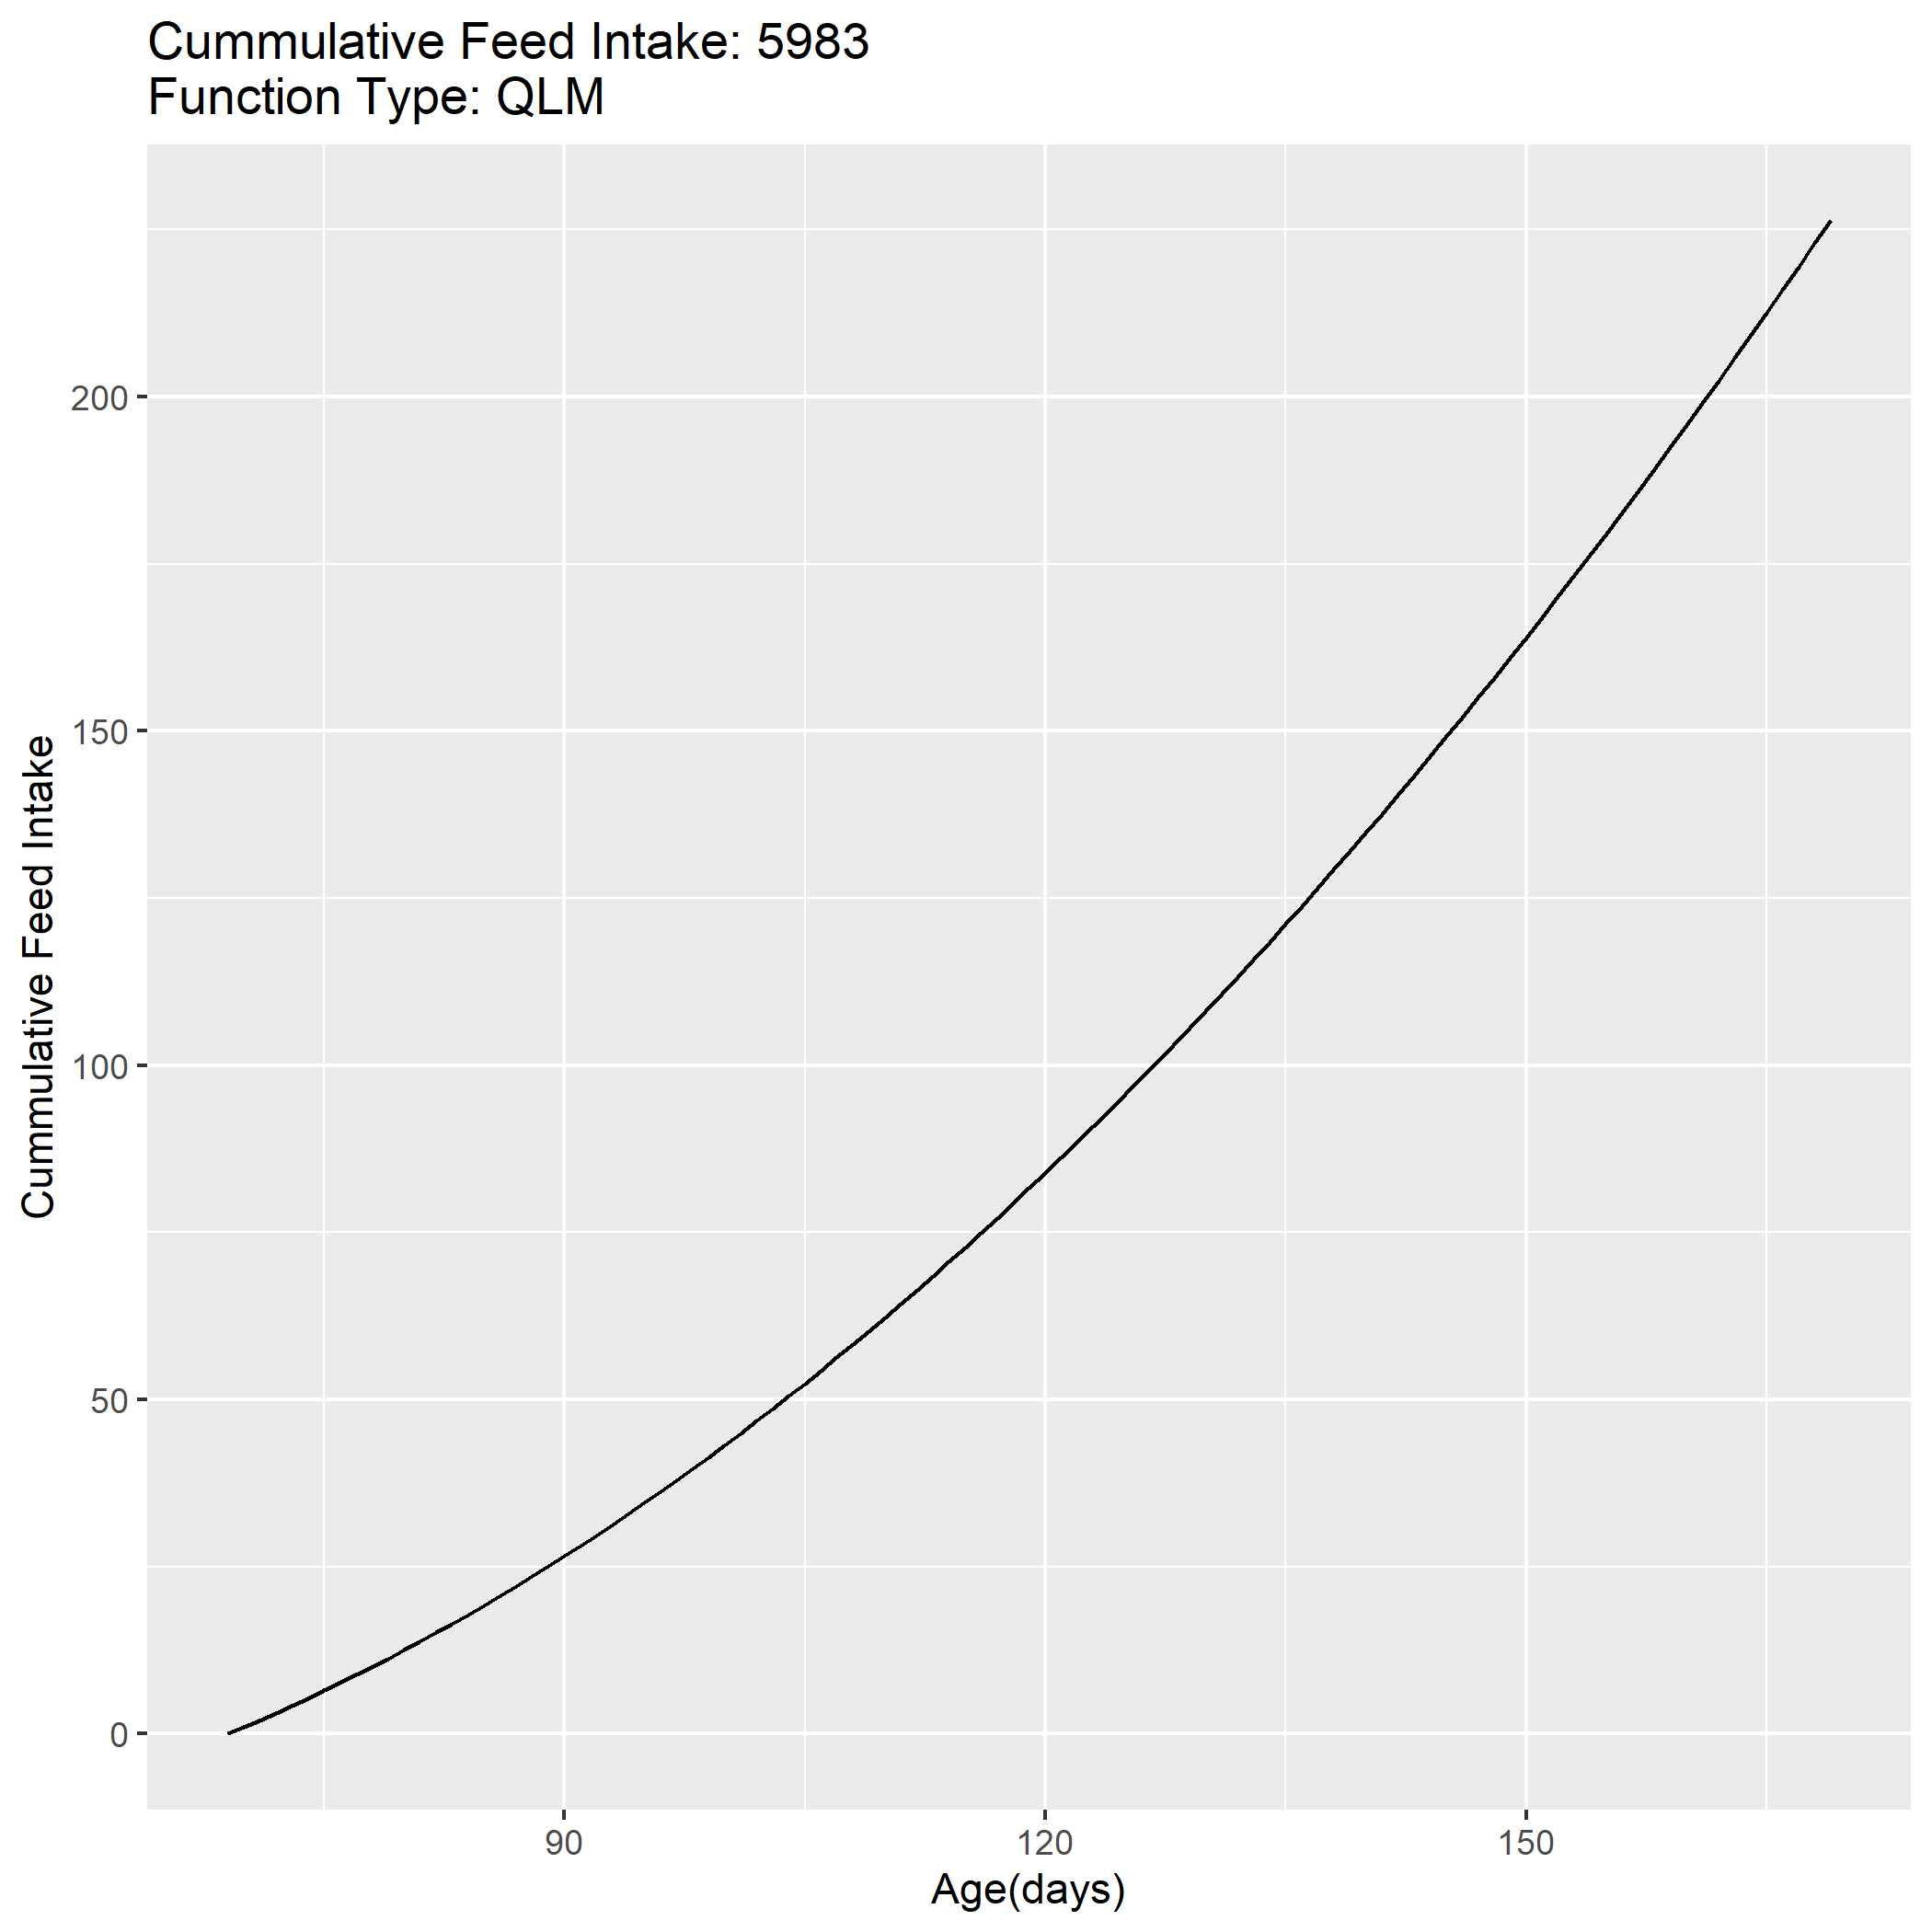 Cummulative Feed Intake: 5983
Function Type: QLM
Cummulative Feed Intake
200
150
100
50
0
90
120
150
Age(days)